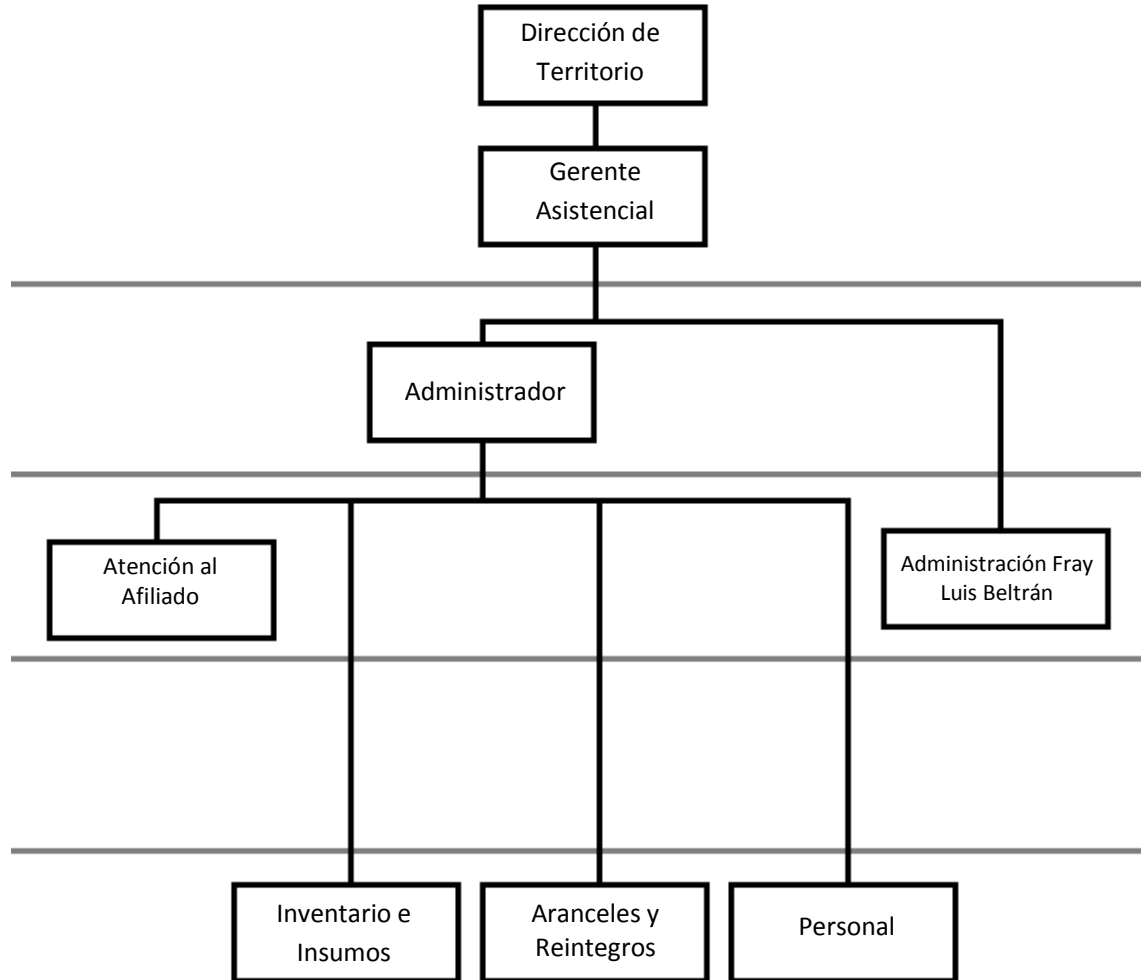 Dirección de
Territorio
Gerente
Asistencial
Administrador
Atención al
Afiliado
Administración Fray
Luis Beltrán
Inventario e
Insumos
Aranceles y
Reintegros
Personal